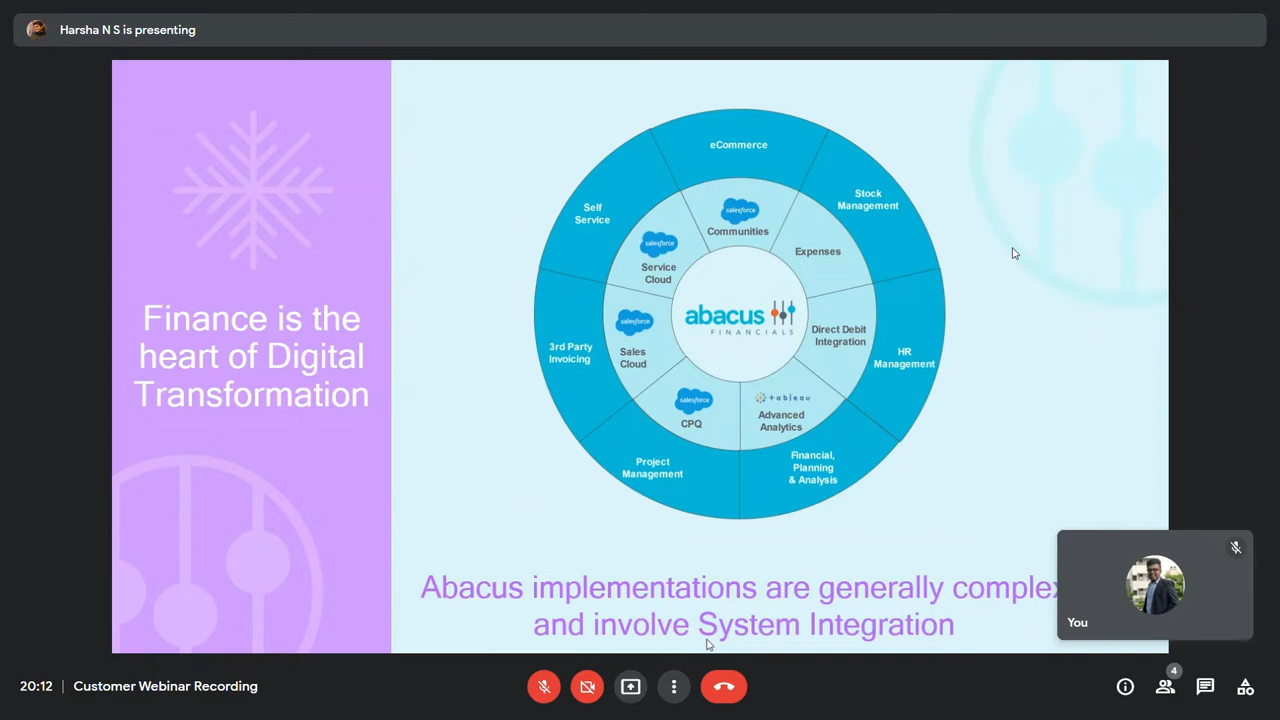 Harsha N S is presenting
Finance is the
heart of Digital
Transformation
eCommerce
Stock
Management
HR
Management
Financial,
Planning
& Analysis
Project
Management
3rd Party
Invoicing
Self
Service
salesforce
Communities
Expenses
Direct Debit
Integration
+ableau
Advanced
Analytics
salesforce
CPQ
salesforce
Sales
Cloud
salesforce
Service
Cloud
abacus
FINANCIALS
Abacus implementations are generally complex
and involve System Integration
You
20:12 | Customer Webinar Recording
4